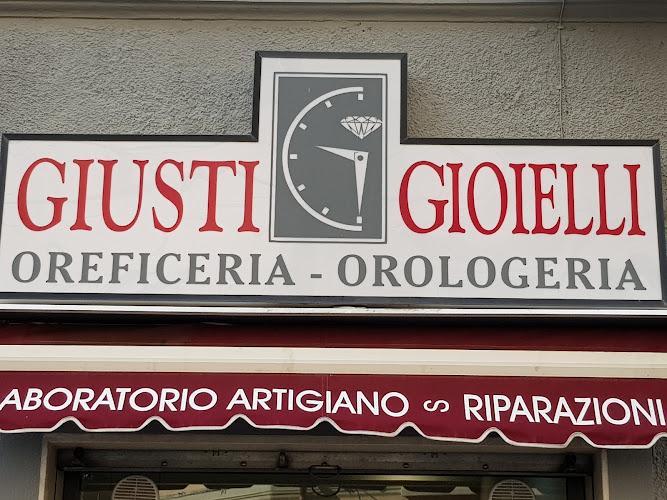 GIUSTI GIOIELLI
OREFICERIA - OROLOGERIA
ABORATORIO ARTIGIANO RIPARAZIONI